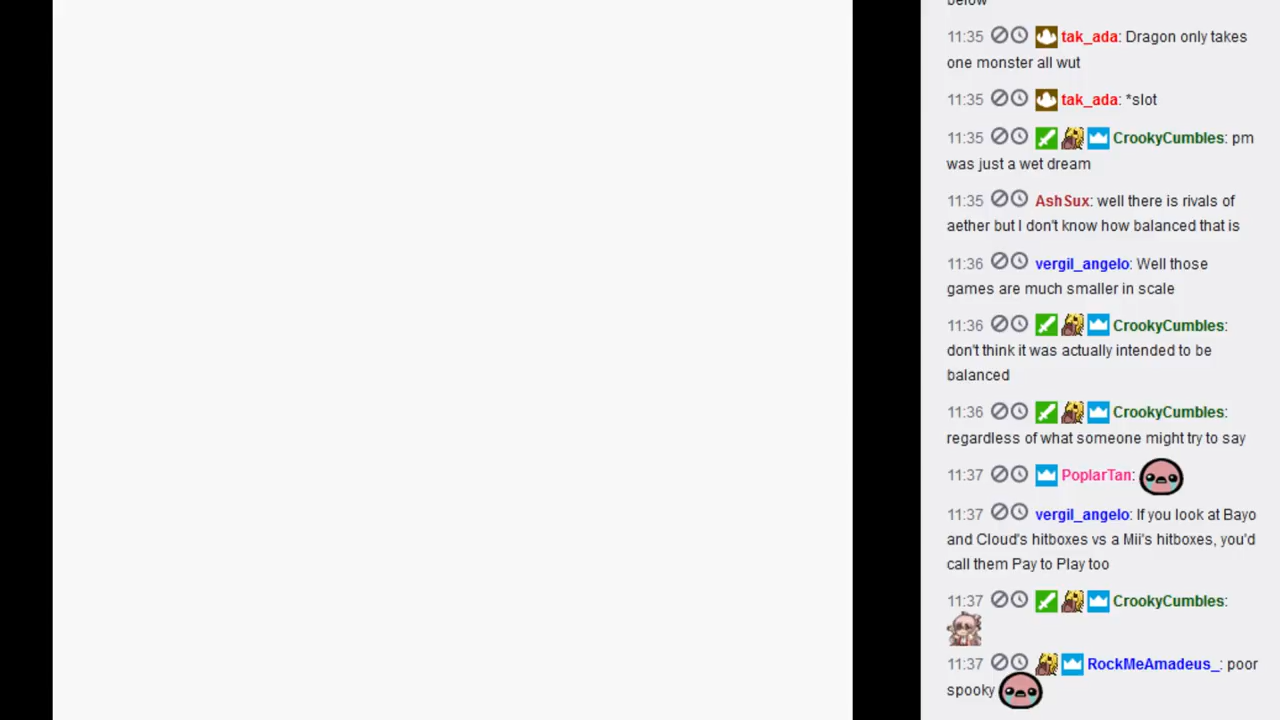 below
11:35 tak_ada: Dragon only takes
one monster all wut
11:35 tak_ada: *slot
11:35 CrookyCumbles: pm
was just a wet dream
11:35 AshSux: well there is rivals of
aether but I don't know how balanced that is
11:36 vergil_angelo: Well those
games are much smaller in scale
11:36 CrookyCumbles:
don't think it was actually intended to be
balanced
11:36 CrookyCumbles:
regardless of what someone might try to say
11:37 PoplarTan:
11:37 vergil_angelo: If you look at Bayo
and Cloud's hitboxes vs a Mii's hitboxes, you'd
call them Pay to Play too
11:37 CrookyCumbles:
11:37 RockMeAmadeus_: poor
spooky